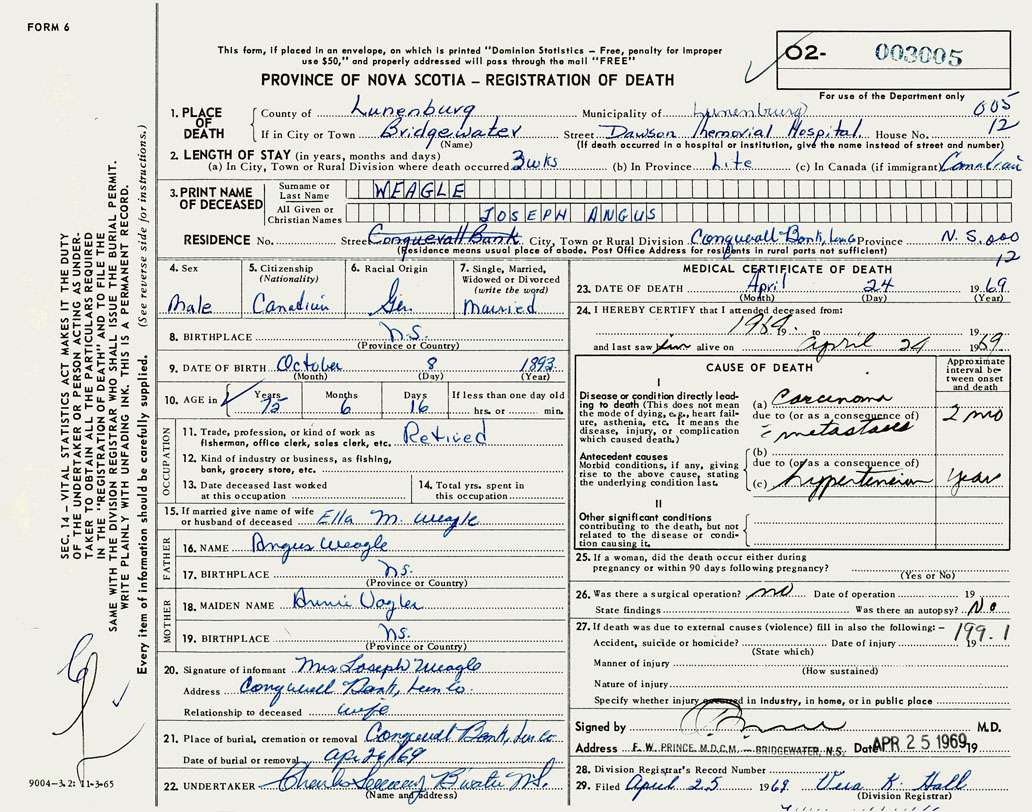 FORM 6
This form, if placed in an envelope, on which is printed "Dominion Statistics – Free, penalty for improper
use $50," and properly addressed will pass through the mail "FREE"
PROVINCE OF NOVA SCOTIA – REGISTRATION OF DEATH
O2- 003005
For use of the Department only
1. PLACE OF DEATH
County of Lunenburg Municipality of Lunenburg 005
If in City or Town Bridgewater Street Dawson Memorial Hospital House No. 12
(Name) (If death occurred in a hospital or institution, give the name instead of street and number)
2. LENGTH OF STAY (in years, months and days)
(a) In City, Town or Rural Division where death occurred 3 wks (b) In Province Life (c) In Canada (if immigrant) Canadian
3. PRINT NAME OF DECEASED
Surname or Last Name WEAGLE
All Given or Christian Names JOSEPH ANGUS
RESIDENCE No. Street Conquerall Bank City, Town or Rural Division Conquerall Bank, Lun Co Province N.S. 000
(Residence means usual place of abode. Post Office Address for residents in rural parts not sufficient) 12
4. Sex Male
5. Citizenship (Nationality) Canadian
6. Racial Origin Ger.
7. Single, Married, Widowed or Divorced (write the word) Married
8. BIRTHPLACE N.S.
(Province or Country)
9. DATE OF BIRTH October 8 1893
(Month) (Day) (Year)
10. AGE in Years 75 Months 6 Days 16 If less than one day old
hrs. or min.
OCCUPATION
11. Trade, profession, or kind of work as
fisherman, office clerk, sales clerk, etc. Retired
12. Kind of industry or business, as fishing,
bank, grocery store, etc.
13. Date deceased last worked
at this occupation
14. Total yrs. spent in
this occupation
15. If married give name of wife
or husband of deceased Ella M. Weagle
FATHER
16. NAME Angus Weagle
17. BIRTHPLACE N.S.
(Province or Country)
MOTHER
18. MAIDEN NAME Annie Vogler
19. BIRTHPLACE N.S.
(Province or Country)
20. Signature of informant Mrs Joseph Weagle
Address Conquerall Bank, Lun Co.
Relationship to deceased wife
21. Place of burial, cremation or removal Conquerall Bank, Lun Co
Date of burial or removal apr 26/69
22. UNDERTAKER Charles B'water N.S.
(Name and address)
MEDICAL CERTIFICATE OF DEATH
23. DATE OF DEATH April 24 1969
(Month) (Day) (Year)
24. I HEREBY CERTIFY that I attended deceased from:
1964 19 to 19
and last saw him alive on April 24 1969
CAUSE OF DEATH
Approximate interval between onset and death
I
Disease or condition directly leading
to death (This does not
mean the mode of dying, e.g., heart failure,
asthenia, etc. It means the
disease, injury, or complication
which caused death.)
(a) Carcinoma
due to (or as a consequence of) 2 mo
metastases
Antecedent causes
Morbid conditions, if any, giving
rise to the above cause, stating
the underlying condition last.
(b)
due to (or as a consequence of)
(c) Hypertension years
II
Other significant conditions
contributing to the death, but not
related to the disease or condition
causing it.
25. If a woman, did the death occur either during
pregnancy or within 90 days following pregnancy?
(Yes or No)
26. Was there a surgical operation? no Date of operation 19
State findings Was there an autopsy? No
27. If death was due to external causes (violence) fill in also the following: – 199.1
Accident, suicide or homicide? Date of injury 19
(State which)
Manner of injury
(How sustained)
Nature of injury
Specify whether injury occurred in industry, in home, or in public place
Signed by M.D.
Address F. W. PRINCE, M.D.C.M. – BRIDGEWATER, N.S. Date APR 25 1969 19
28. Division Registrar's Record Number
29. Filed April 25 1969 Vera K. Hall
(Division Registrar)
SEC. 14 – VITAL STATISTICS ACT MAKES IT THE DUTY
OF THE UNDERTAKER OR PERSON ACTING AS UNDER-
TAKER TO OBTAIN ALL THE PARTICULARS REQUIRED
IN THE "REGISTRATION OF DEATH" AND TO FILE THE
SAME WITH THE DIVISION REGISTRAR WHO SHALL ISSUE THE BURIAL PERMIT.
WRITE PLAINLY WITH UNFADING INK. THIS IS A PERMANENT RECORD.
Every item of information should be carefully supplied. (See reverse side for instructions.)
9004-3.2: 11-3-65